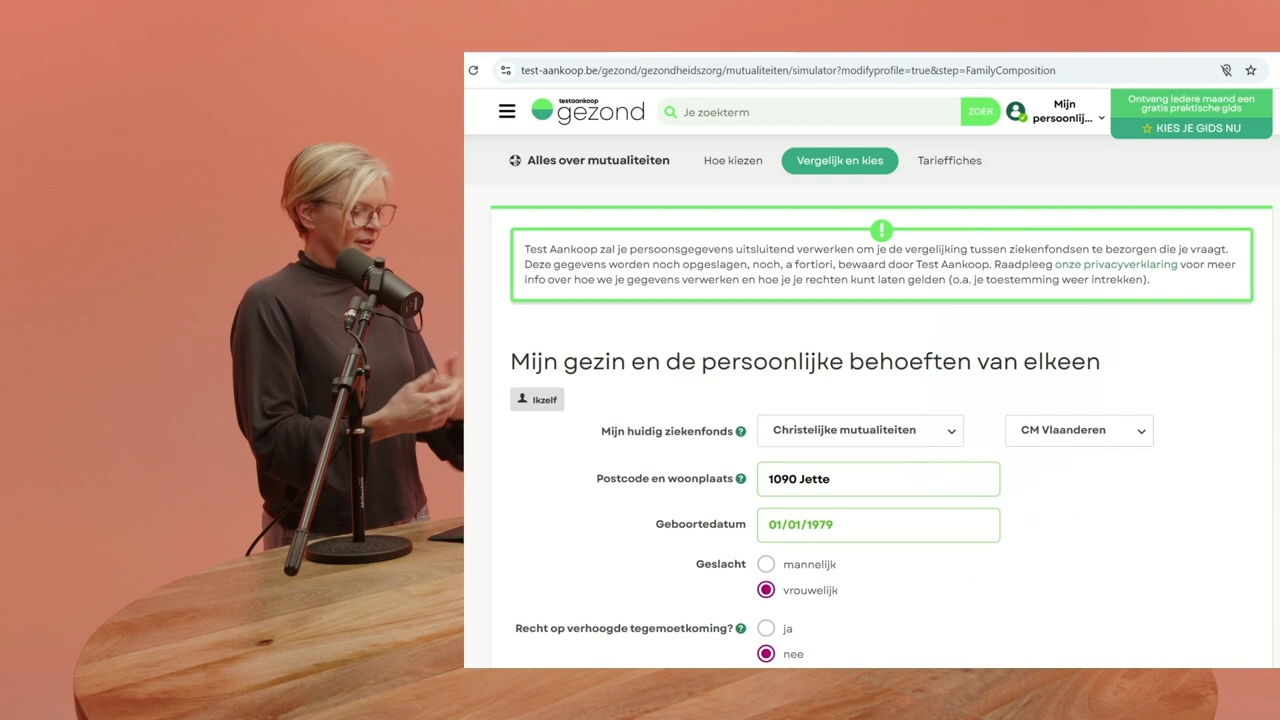 test-aankoop.be/gezond/gezondheidszorg/mutualiteiten/simulator?modifyprofile=true&step=FamilyComposition
testaankoop
gezond
Je zoekterm
ZOEK
Mijn
persoonlij...
Ontvang iedere maand een
gratis praktische gids
KIES JE GIDS NU
Alles over mutualiteiten
Hoe kiezen
Vergelijk en kies
Tarieffiches
!
Test Aankoop zal je persoonsgegevens uitsluitend verwerken om je de vergelijking tussen ziekenfondsen te bezorgen die je vraagt.
Deze gegevens worden noch opgeslagen, noch, a fortiori, bewaard door Test Aankoop. Raadpleeg onze privacyverklaring voor meer
info over hoe we je gegevens verwerken en hoe je je rechten kunt laten gelden (o.a. je toestemming weer intrekken).
Mijn gezin en de persoonlijke behoeften van elkeen
Ikzelf
Mijn huidig ziekenfonds ?
Christelijke mutualiteiten
CM Vlaanderen
Postcode en woonplaats ?
1090 Jette
Geboortedatum
01/01/1979
Geslacht
mannelijk
vrouwelijk
Recht op verhoogde tegemoetkoming? ?
ja
nee